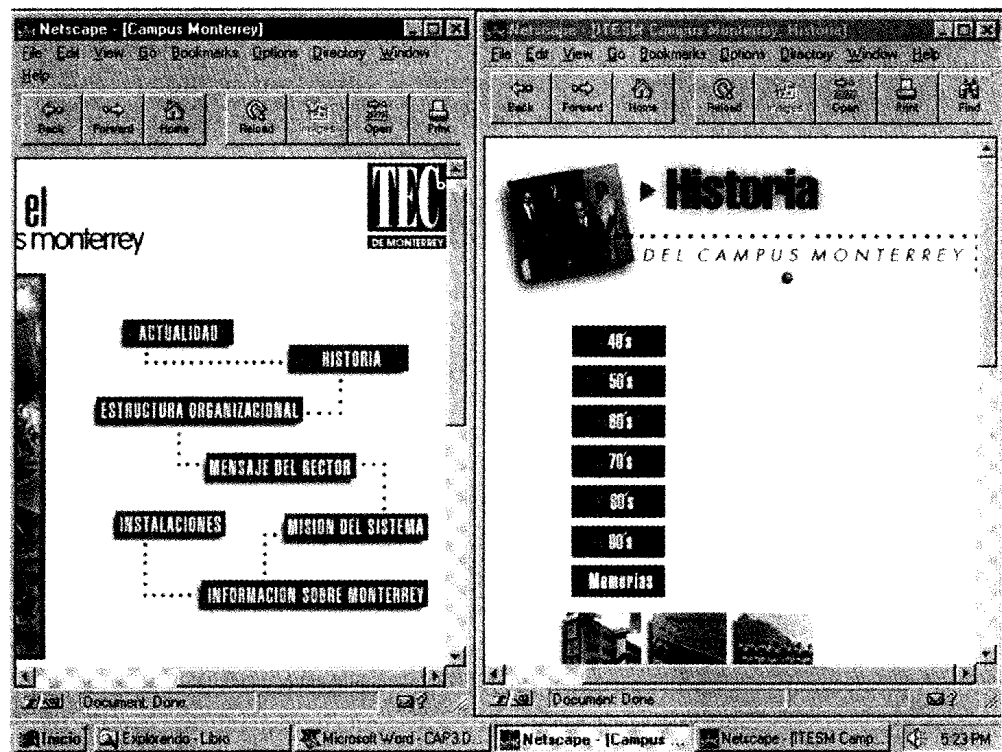 Netscape - [Campus Monterrey]
File Edit View Go Bookmarks Options Directory Window
Help
Back Forward Home Reload Images Open Print
el
s monterrey
TEC
DE MONTERREY
ACTUALIDAD
HISTORIA
ESTRUCTURA ORGANIZACIONAL
MENSAJE DEL RECTOR
INSTALACIONES
MISION DEL SISTEMA
INFORMACION SOBRE MONTERREY
Document: Done
Netscape - [ITESM Campus Monterrey, Historia]
File Edit View Go Bookmarks Options Directory Window Help
Back Forward Home Reload Images Open Print Find
Historia
DEL CAMPUS MONTERREY
40's
50's
60's
70's
80's
90's
Memorias
Document: Done
Inicio Explorando - Libro Microsoft Word - CAP3.D... Netscape - [Campus ... Netscape - [ITESM Camp... 5:23 PM